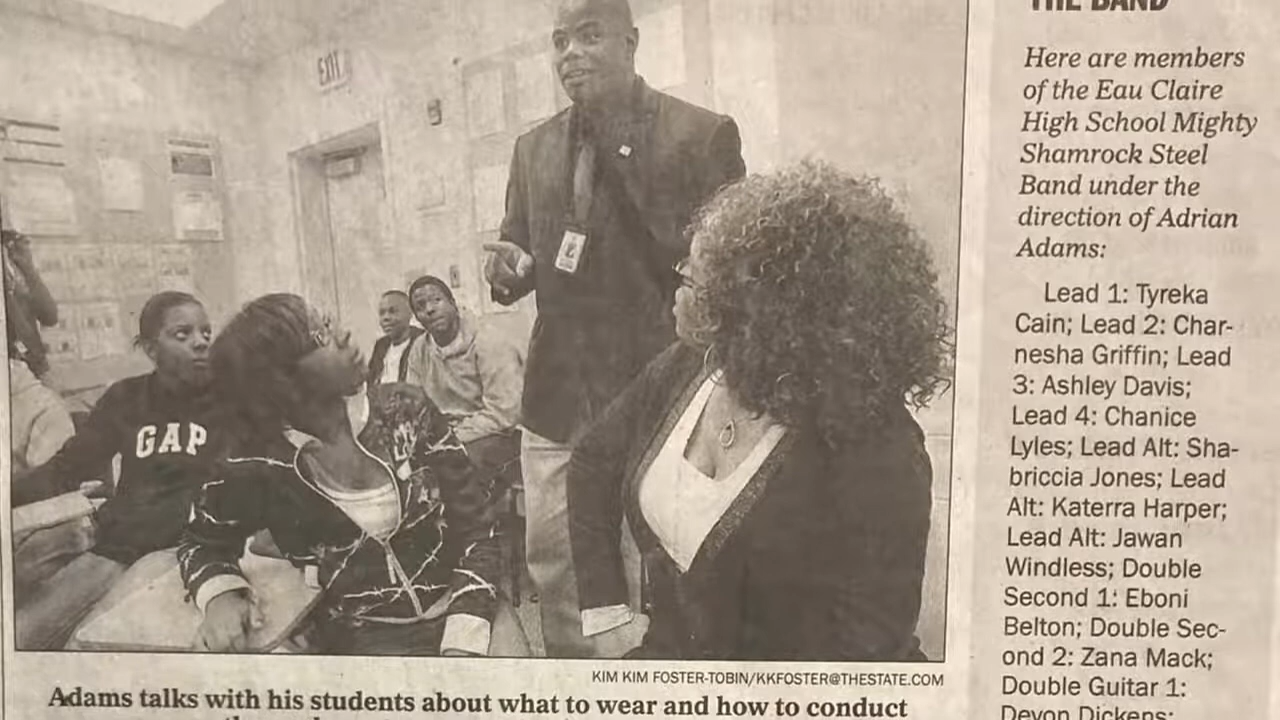 EXIT
GAP
KIM KIM FOSTER-TOBIN/KKFOSTER@THESTATE.COM
Adams talks with his students about what to wear and how to conduct
THE BAND
Here are members
of the Eau Claire
High School Mighty
Shamrock Steel
Band under the
direction of Adrian
Adams:
Lead 1: Tyreka
Cain; Lead 2: Char-
nesha Griffin; Lead
3: Ashley Davis;
Lead 4: Chanice
Lyles; Lead Alt: Sha-
briccia Jones; Lead
Alt: Katerra Harper;
Lead Alt: Jawan
Windless; Double
Second 1: Eboni
Belton; Double Sec-
ond 2: Zana Mack;
Double Guitar 1:
Devon Dickens;